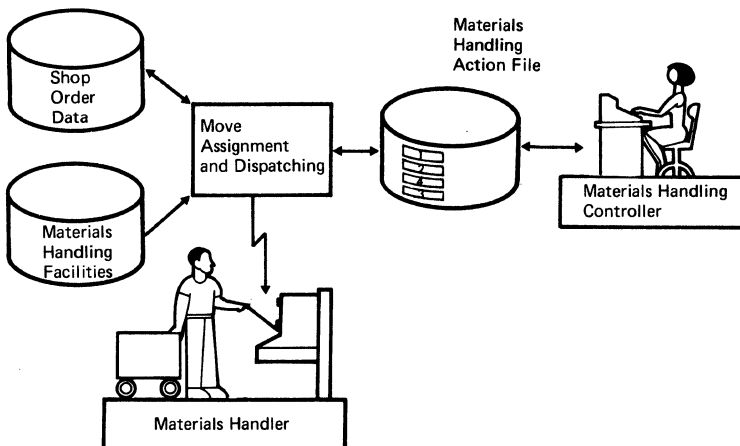 Shop
Order
Data
Move
Assignment
and Dispatching
Materials
Handling
Action File
Materials Handling
Controller
Materials
Handling
Facilities
Materials Handler